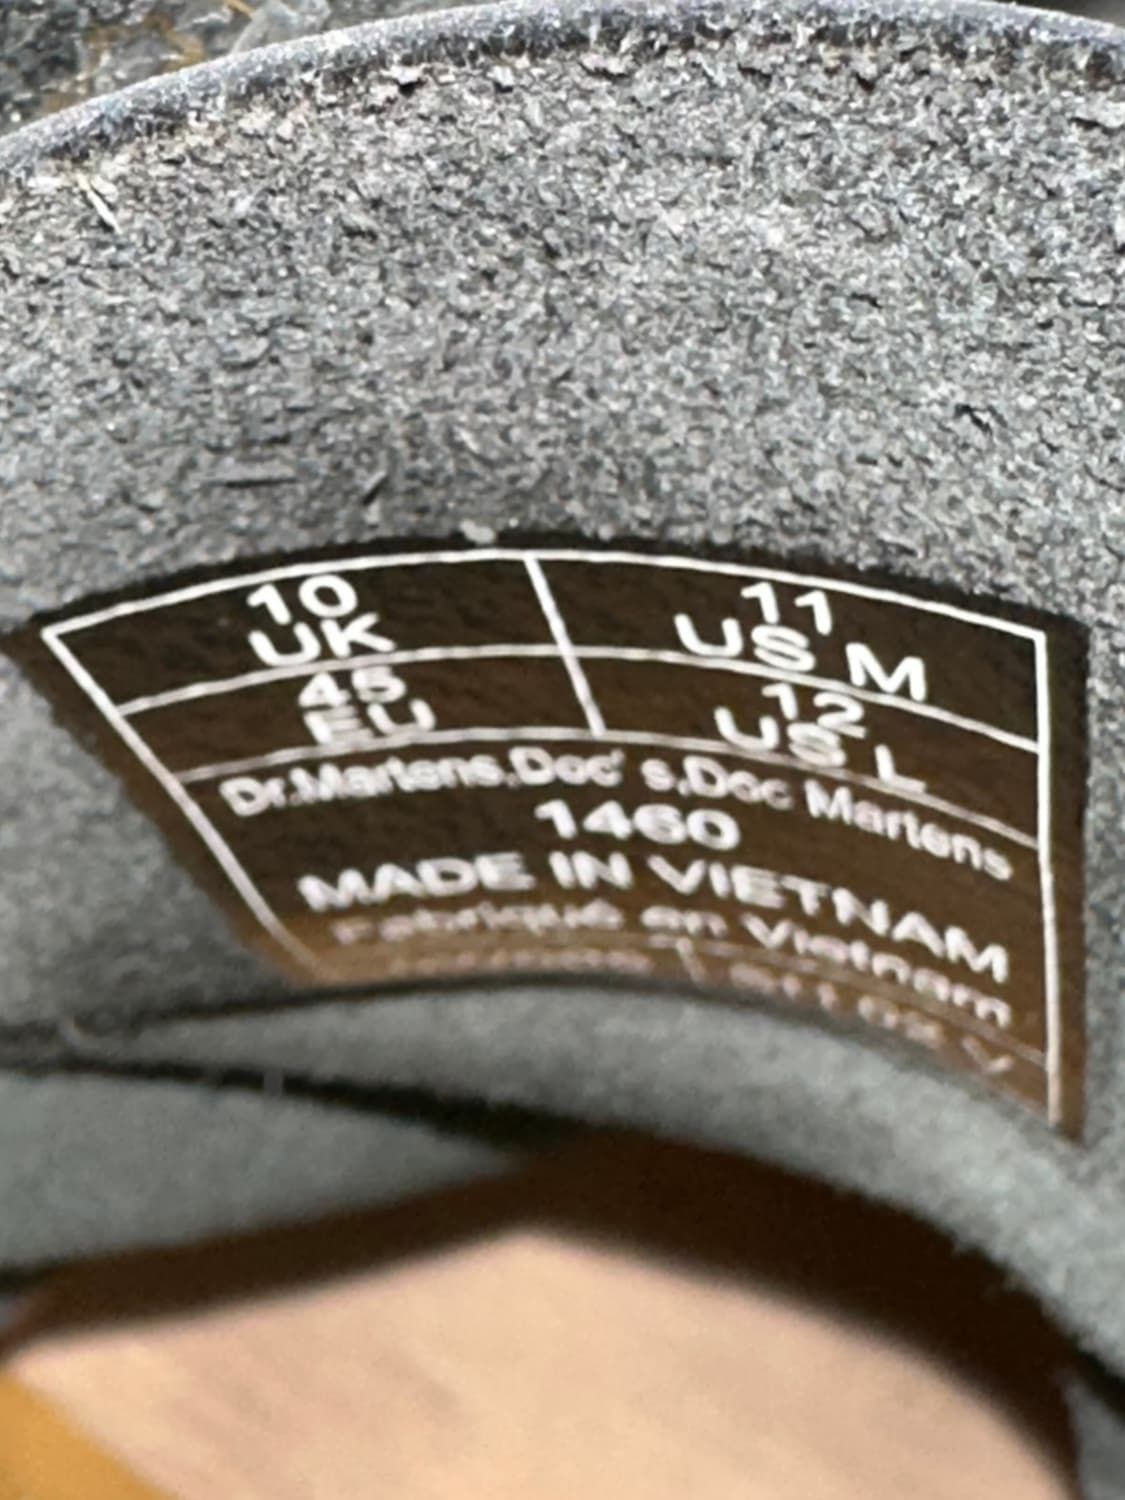 10
UK
11
US M
45
EU
12
US L
Dr.Martens.Doc' s.Doc Martens
1460
MADE IN VIETNAM
Fabriqué en Vietnam